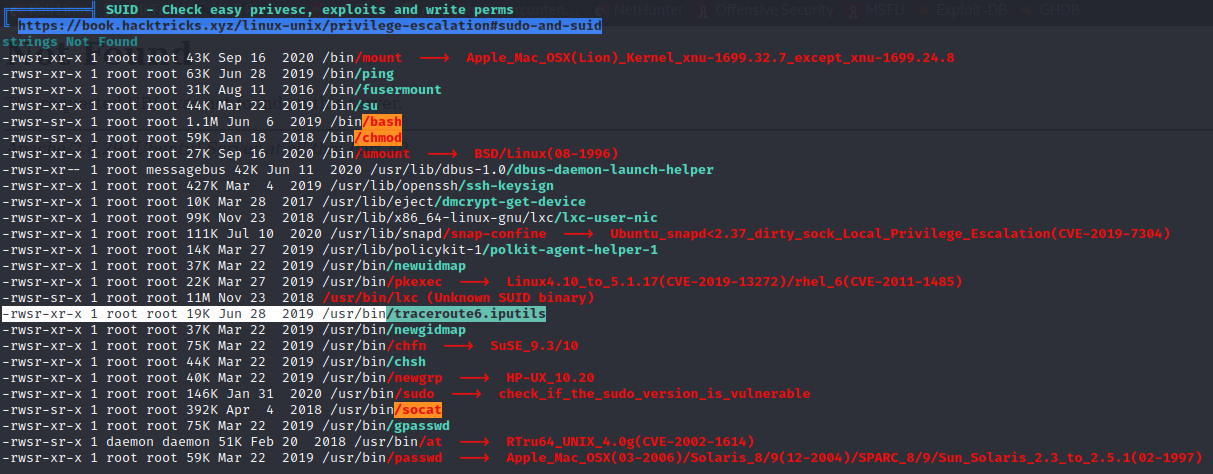 SUID - Check easy privesc, exploits and write perms
https://book.hacktricks.xyz/linux-unix/privilege-escalation#sudo-and-suid
strings Not Found
-rwsr-xr-x 1 root root 43K Sep 16  2020 /bin/mount  --->  Apple_Mac_OSX(Lion)_Kernel_xnu-1699.32.7_except_xnu-1699.24.8
-rwsr-xr-x 1 root root 63K Jun 28  2019 /bin/ping
-rwsr-xr-x 1 root root 31K Aug 11  2016 /bin/fusermount
-rwsr-xr-x 1 root root 44K Mar 22  2019 /bin/su
-rwsr-sr-x 1 root root 1.1M Jun  6  2019 /bin/bash
-rwsr-sr-x 1 root root 59K Jan 18  2018 /bin/chmod
-rwsr-xr-x 1 root root 27K Sep 16  2020 /bin/umount  --->  BSD/Linux(08-1996)
-rwsr-xr-- 1 root messagebus 42K Jun 11  2020 /usr/lib/dbus-1.0/dbus-daemon-launch-helper
-rwsr-xr-x 1 root root 427K Mar  4  2019 /usr/lib/openssh/ssh-keysign
-rwsr-xr-x 1 root root 10K Mar 28  2017 /usr/lib/eject/dmcrypt-get-device
-rwsr-xr-x 1 root root 99K Nov 23  2018 /usr/lib/x86_64-linux-gnu/lxc/lxc-user-nic
-rwsr-xr-x 1 root root 111K Jul 10  2020 /usr/lib/snapd/snap-confine  --->  Ubuntu_snapd<2.37_dirty_sock_Local_Privilege_Escalation(CVE-2019-7304)
-rwsr-xr-x 1 root root 14K Mar 27  2019 /usr/lib/policykit-1/polkit-agent-helper-1
-rwsr-xr-x 1 root root 37K Mar 22  2019 /usr/bin/newuidmap
-rwsr-xr-x 1 root root 22K Mar 27  2019 /usr/bin/pkexec  --->  Linux4.10_to_5.1.17(CVE-2019-13272)/rhel_6(CVE-2011-1485)
-rwsr-sr-x 1 root root 11M Nov 23  2018 /usr/bin/lxc (Unknown SUID binary)
-rwsr-xr-x 1 root root 19K Jun 28  2019 /usr/bin/traceroute6.iputils
-rwsr-xr-x 1 root root 37K Mar 22  2019 /usr/bin/newgidmap
-rwsr-xr-x 1 root root 75K Mar 22  2019 /usr/bin/chfn  --->  SuSE_9.3/10
-rwsr-xr-x 1 root root 44K Mar 22  2019 /usr/bin/chsh
-rwsr-xr-x 1 root root 40K Mar 22  2019 /usr/bin/newgrp  --->  HP-UX_10.20
-rwsr-xr-x 1 root root 146K Jan 31  2020 /usr/bin/sudo  --->  check_if_the_sudo_version_is_vulnerable
-rwsr-sr-x 1 root root 392K Apr  4  2018 /usr/bin/socat
-rwsr-xr-x 1 root root 75K Mar 22  2019 /usr/bin/gpasswd
-rwsr-sr-x 1 daemon daemon 51K Feb 20  2018 /usr/bin/at  --->  RTru64_UNIX_4.0g(CVE-2002-1614)
-rwsr-xr-x 1 root root 59K Mar 22  2019 /usr/bin/passwd  --->  Apple_Mac_OSX(03-2006)/Solaris_8/9(12-2004)/SPARC_8/9/Sun_Solaris_2.3_to_2.5.1(02-1997)